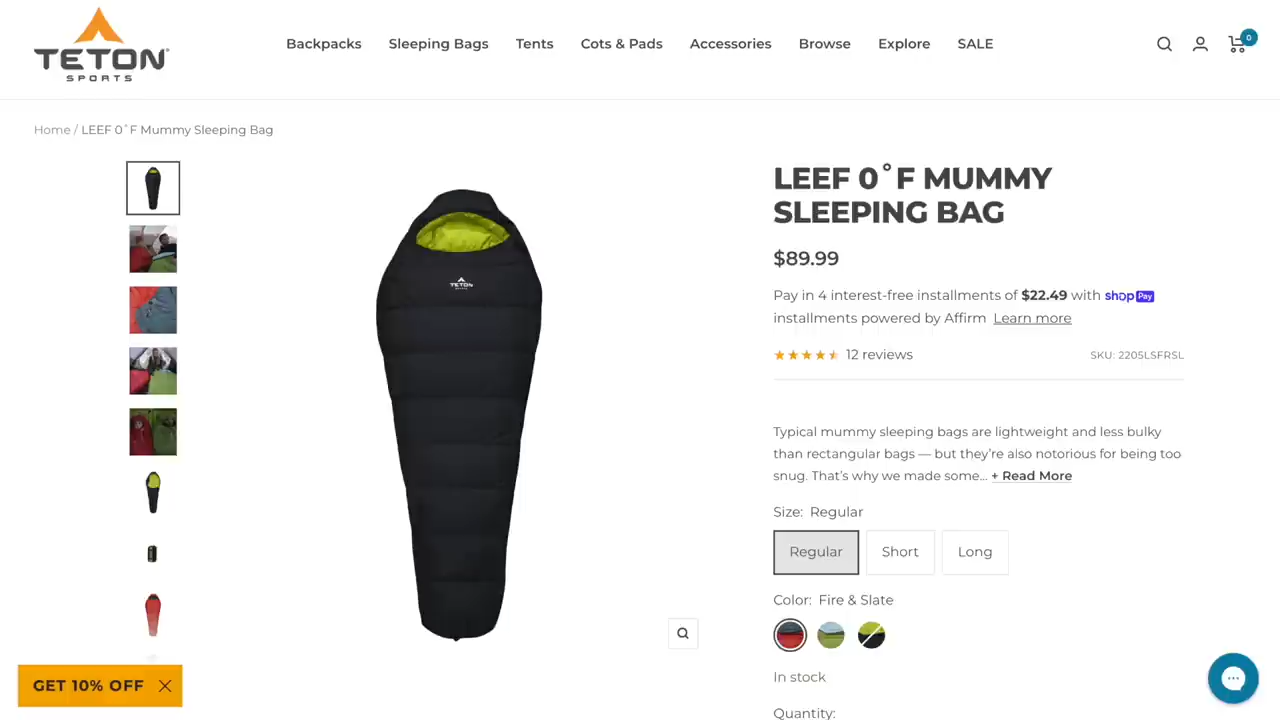 TETON
SPORTS
Backpacks
Sleeping Bags
Tents
Cots & Pads
Accessories
Browse
Explore
SALE
0
Home / LEEF 0˚F Mummy Sleeping Bag
TETON
LEEF 0˚F MUMMY
SLEEPING BAG
$89.99
Pay in 4 interest-free installments of $22.49 with shop Pay
installments powered by Affirm Learn more
12 reviews
SKU: 2205LSFRSL
Typical mummy sleeping bags are lightweight and less bulky
than rectangular bags — but they’re also notorious for being too
snug. That’s why we made some... + Read More
Size: Regular
Regular
Short
Long
Color: Fire & Slate
In stock
Quantity:
GET 10% OFF